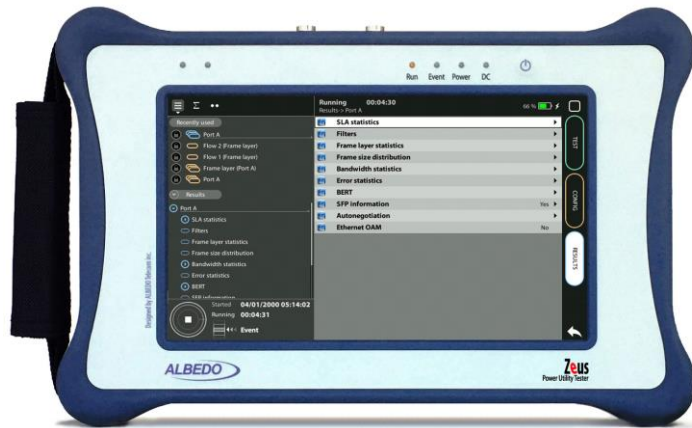 Run Event Power DC
Running 00:04:30
Results-> Port A
66 %
Recently used
Port A
Flow 2 (Frame layer)
Flow 1 (Frame layer)
Frame layer (Port A)
Port A
Results
Port A
SLA statistics
Filters
Frame layer statistics
Frame size distribution
Bandwidth statistics
Error statistics
BERT
SFP information
Started 04/01/2000 05:14:02
Running 00:04:31
Event
SLA statistics
Filters
Frame layer statistics
Frame size distribution
Bandwidth statistics
Error statistics
BERT
SFP information Yes
Autonegotiation
Ethernet OAM No
TEST
CONFIG
RESULTS
Designed by ALBEDO Telecom inc.
ALBEDO
Zeus
Power Utility Tester